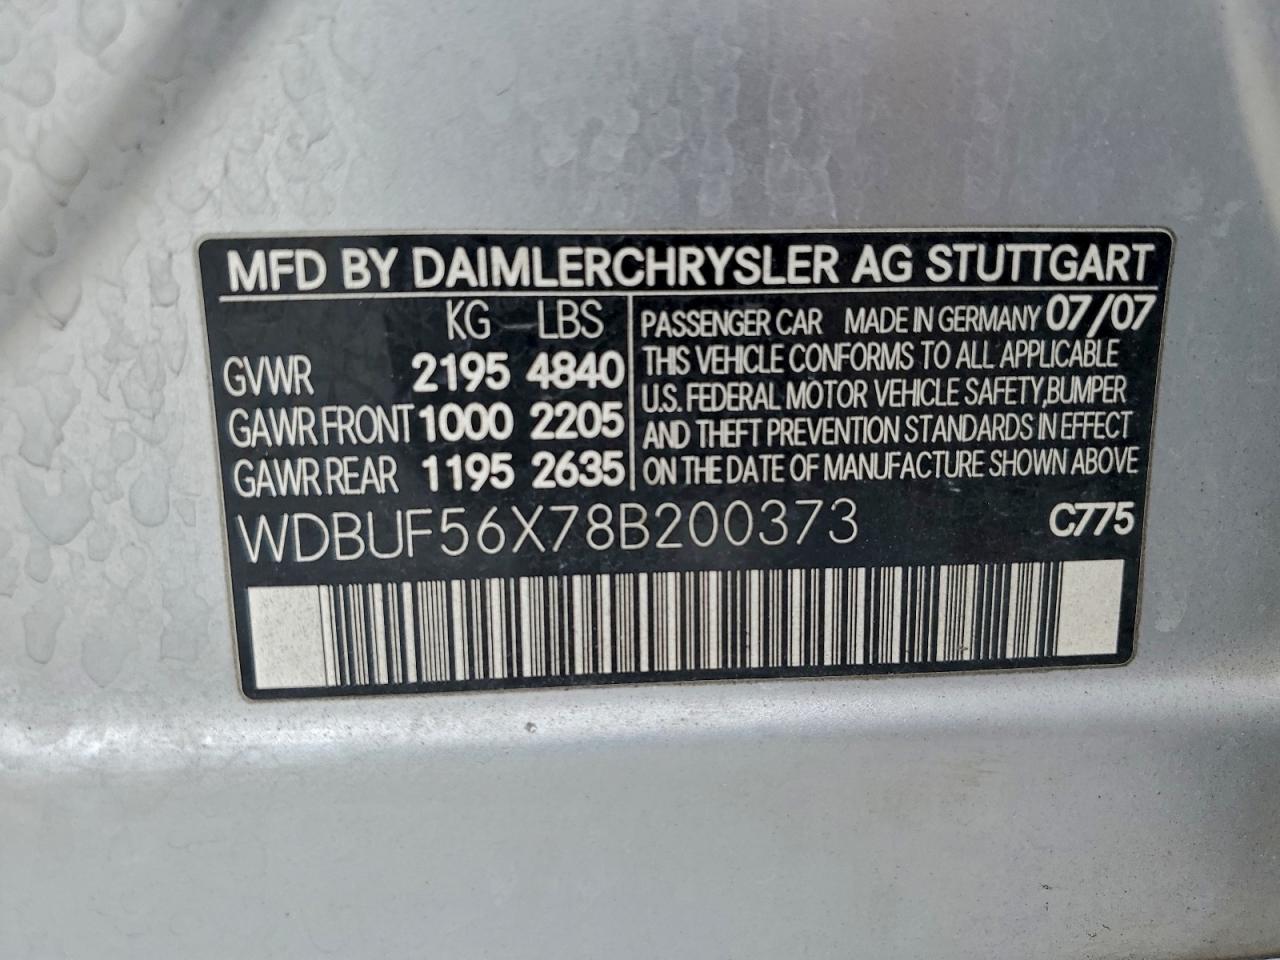 MFD BY DAIMLERCHRYSLER AG STUTTGART
KG LBS
GVWR 2195 4840
GAWR FRONT 1000 2205
GAWR REAR 1195 2635
PASSENGER CAR MADE IN GERMANY 07/07
THIS VEHICLE CONFORMS TO ALL APPLICABLE
U.S. FEDERAL MOTOR VEHICLE SAFETY,BUMPER
AND THEFT PREVENTION STANDARDS IN EFFECT
ON THE DATE OF MANUFACTURE SHOWN ABOVE
WDBUF56X78B200373
C775